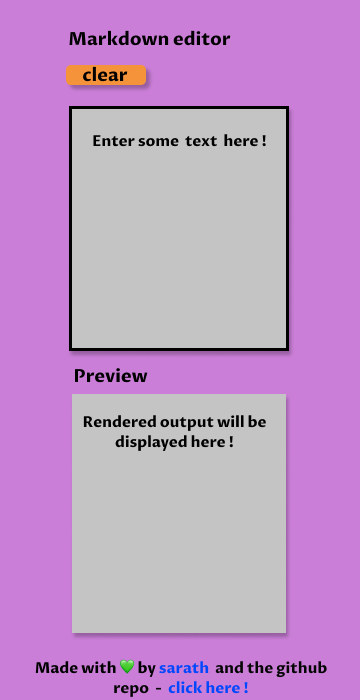 Markdown editor
clear
Enter some text here !
Preview
Rendered output will be
displayed here !
Made with 💚 by sarath and the github
repo - click here !